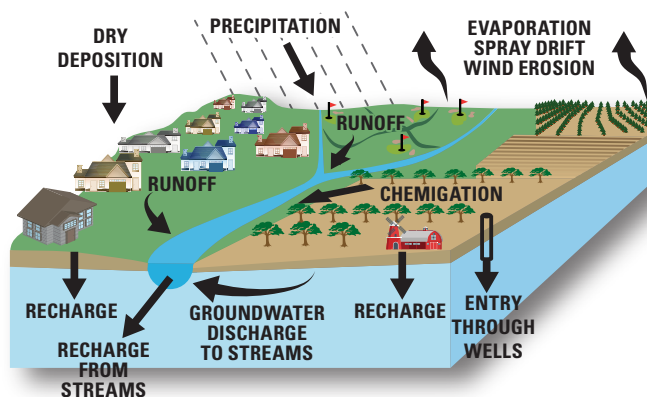 DRY
DEPOSITION
PRECIPITATION
EVAPORATION
SPRAY DRIFT
WIND EROSION
RUNOFF
RUNOFF
CHEMIGATION
RECHARGE
RECHARGE
FROM
STREAMS
GROUNDWATER
DISCHARGE
TO STREAMS
RECHARGE
ENTRY
THROUGH
WELLS